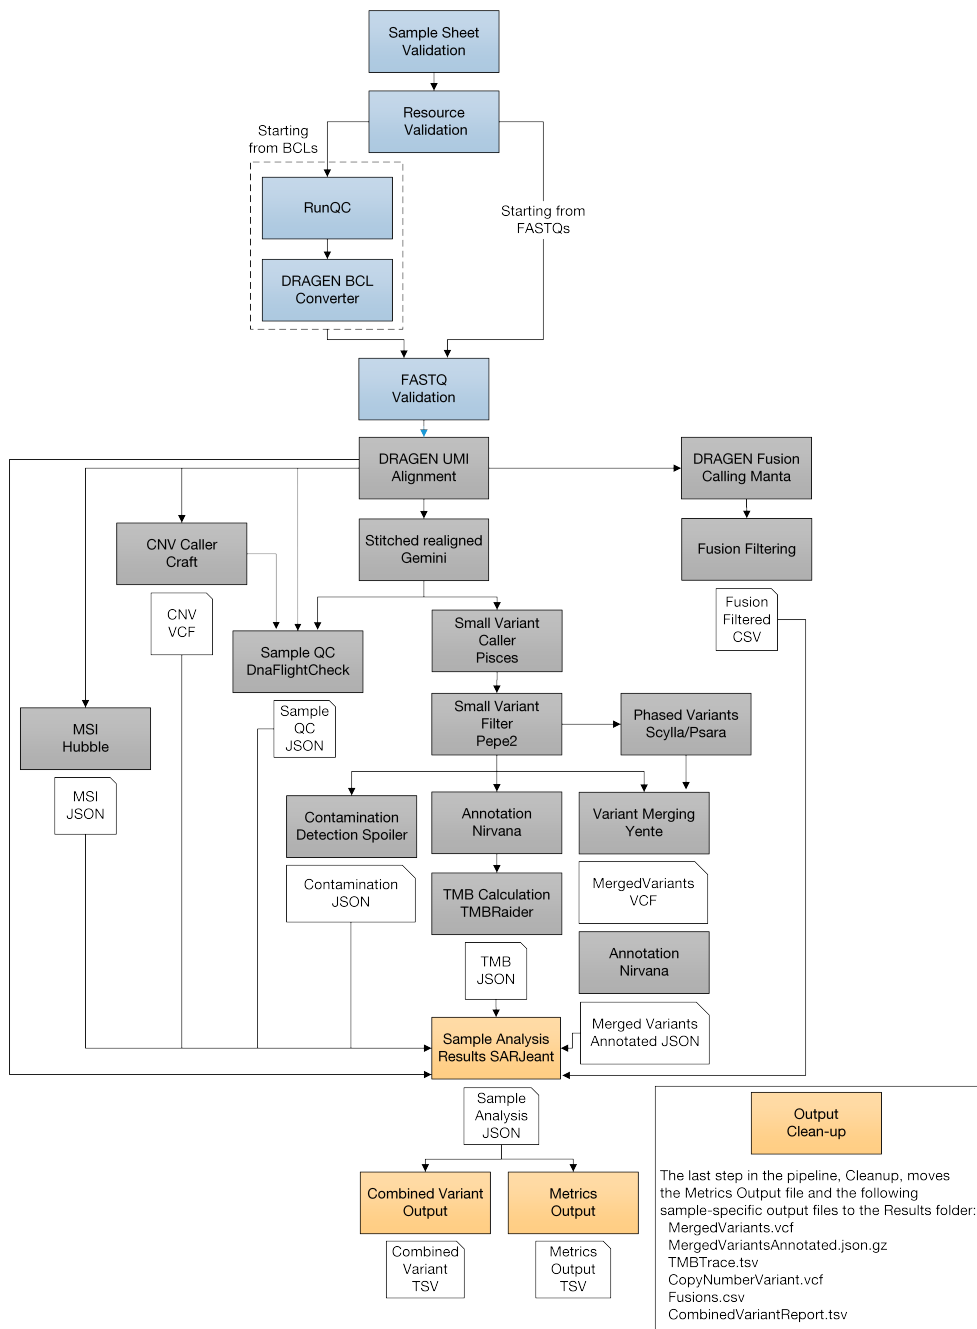 Sample Sheet
Validation
Resource
Validation
Starting
from BCLs
RunQC
Starting from
FASTQs
DRAGEN BCL
Converter
FASTQ
Validation
DRAGEN UMI
Alignment
DRAGEN Fusion
Calling Manta
CNV Caller
Craft
Stitched realigned
Gemini
Fusion Filtering
CNV
VCF
Fusion
Filtered
CSV
Small Variant
Caller
Pisces
Sample QC
DnaFlightCheck
Sample
QC
JSON
Small Variant
Filter
Pepe2
Phased Variants
Scylla/Psara
MSI
Hubble
MSI
JSON
Contamination
Detection Spoiler
Annotation
Nirvana
Variant Merging
Yente
Contamination
JSON
TMB Calculation
TMBRaider
MergedVariants
VCF
TMB
JSON
Annotation
Nirvana
Sample Analysis
Results SARJeant
Merged Variants
Annotated JSON
Sample
Analysis
JSON
Combined Variant
Output
Metrics
Output
Combined
Variant
TSV
Metrics
Output
TSV
Output
Clean-up
The last step in the pipeline, Cleanup, moves
the Metrics Output file and the following
sample-specific output files to the Results folder:
MergedVariants.vcf
MergedVariantsAnnotated.json.gz
TMBTrace.tsv
CopyNumberVariant.vcf
Fusions.csv
CombinedVariantReport.tsv